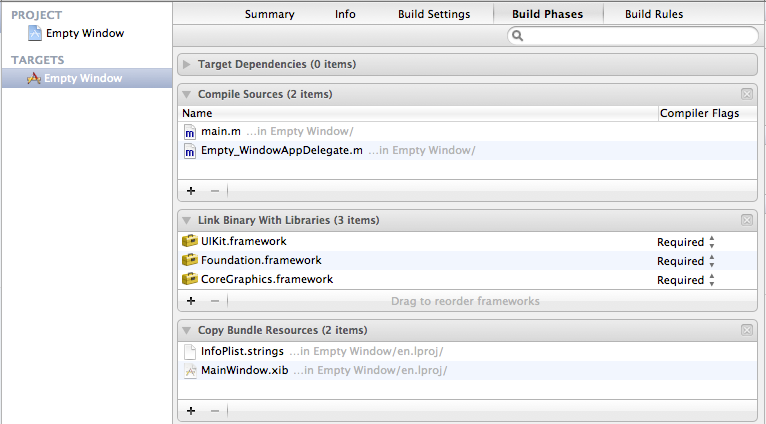 PROJECT
Empty Window
TARGETS
Empty Window
Summary Info Build Settings Build Phases Build Rules
Target Dependencies (0 items)
Compile Sources (2 items)
Name Compiler Flags
main.m ...in Empty Window/
Empty_WindowAppDelegate.m ...in Empty Window/
+ −
Link Binary With Libraries (3 items)
UIKit.framework Required
Foundation.framework Required
CoreGraphics.framework Required
+ − Drag to reorder frameworks
Copy Bundle Resources (2 items)
InfoPlist.strings ...in Empty Window/en.lproj/
MainWindow.xib ...in Empty Window/en.lproj/
+ −